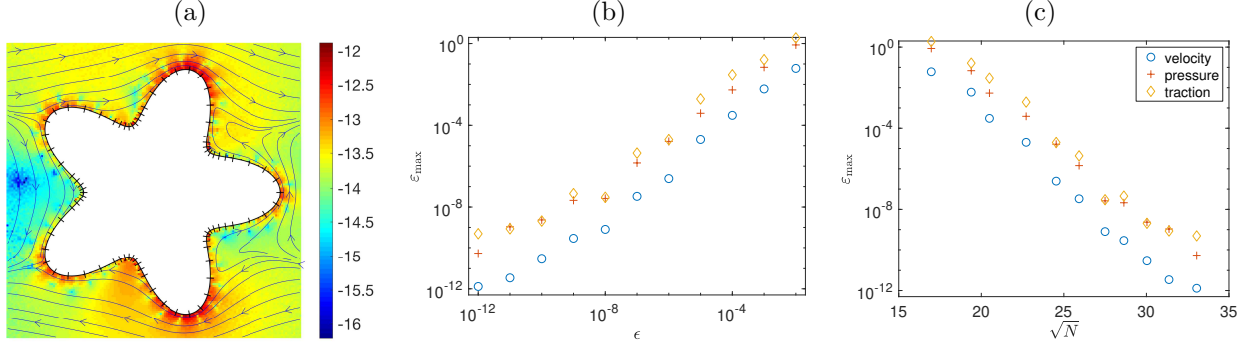 (a)
-12
-12.5
-13
-13.5
-14
-14.5
-15
-15.5
-16
(b)
10^0
10^-4
10^-8
10^-12
ε_max
10^-12
10^-8
10^-4
ϵ
(c)
10^0
10^-4
10^-8
10^-12
ε_max
velocity
pressure
traction
15
20
25
30
35
√N